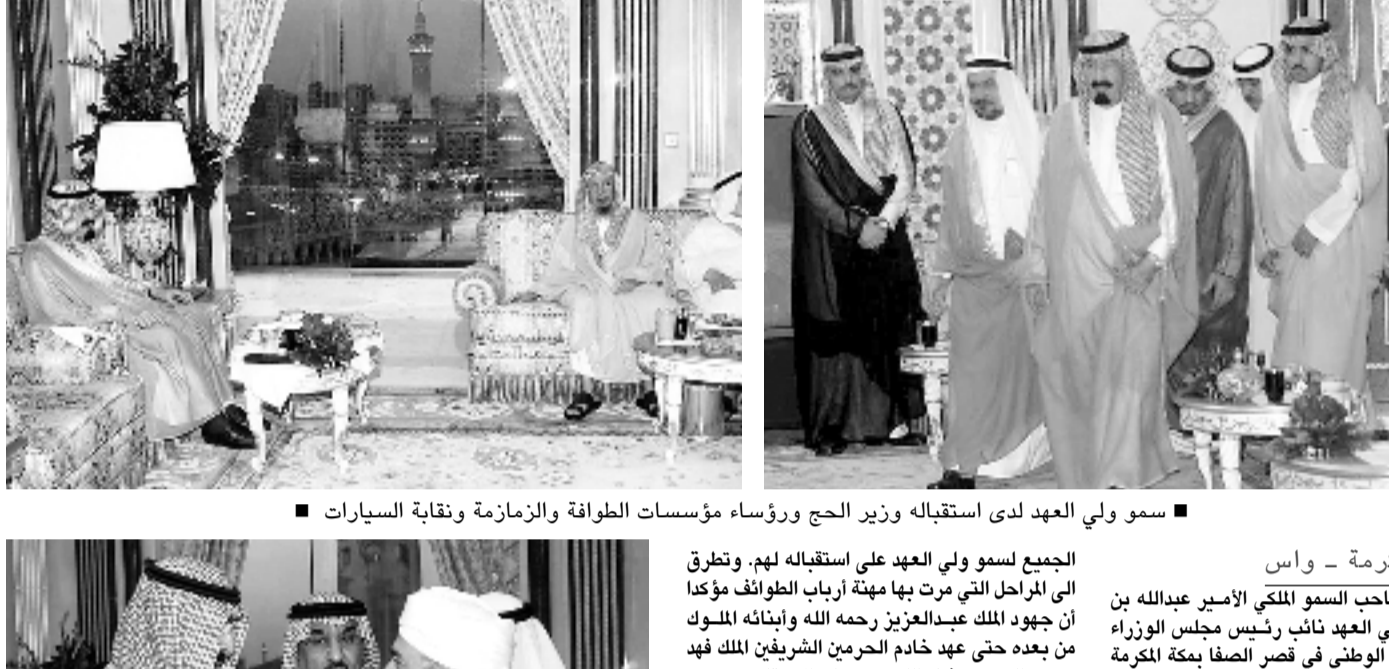 ■ سمو ولي العهد لدى استقباله وزير الحج ورؤساء مؤسسات الطوافة والزمازمة ونقابة السيارات ■
ـ واس
السمو الملكي الأمير عبدالله بن
العهد نائب رئيس مجلس الوزراء
الوطني في قصر الصفا بمكة المكرمة
الجميع لسمو ولي العهد على استقباله لهم. وتطرق
الى المراحل التي مرت بها مهنة أرباب الطوائف مؤكدا
أن جهود الملك عبدالعزيز رحمه الله وأبنائه الملوك
من بعده حتى عهد خادم الحرمين الشريفين الملك فهد